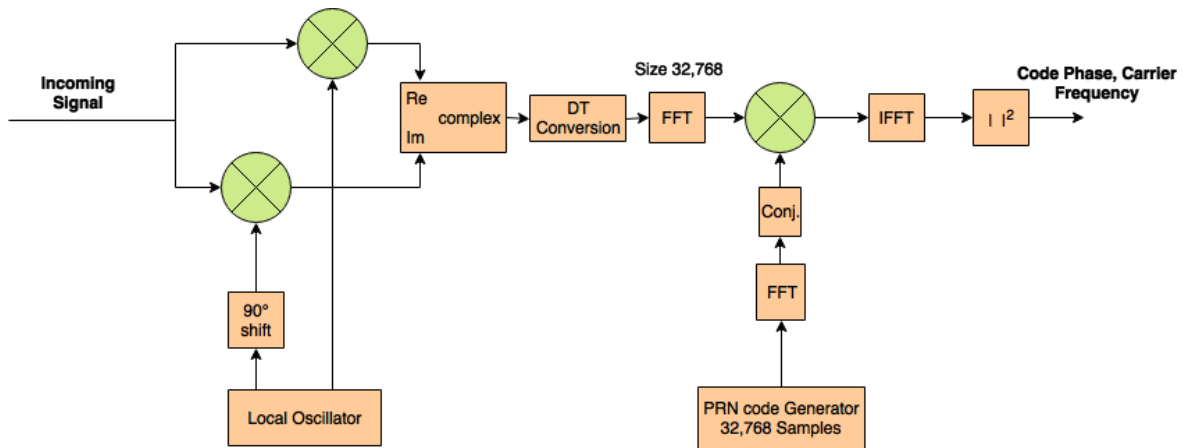 Incoming
Signal
Re
Im
complex
DT
Conversion
Size 32,768
FFT
IFFT
| |²
Code Phase, Carrier
Frequency
Conj.
FFT
90°
shift
Local Oscillator
PRN code Generator
32,768 Samples